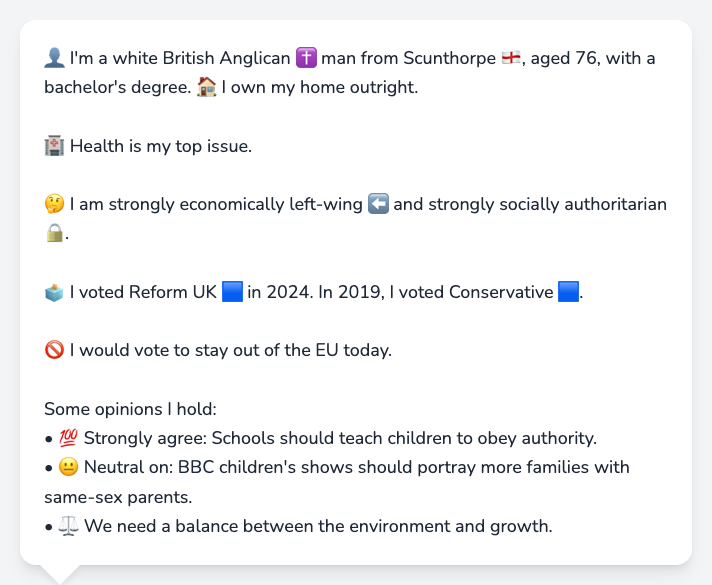 👤 I'm a white British Anglican ✝️ man from Scunthorpe 🏴󠁧󠁢󠁥󠁮󠁧󠁿, aged 76, with a
bachelor's degree. 🏠 I own my home outright.
🏥 Health is my top issue.
🤔 I am strongly economically left-wing ⬅️ and strongly socially authoritarian
🔒.
🗳️ I voted Reform UK 🟦 in 2024. In 2019, I voted Conservative 🟦.
🚫 I would vote to stay out of the EU today.
Some opinions I hold:
• 💯 Strongly agree: Schools should teach children to obey authority.
• 😐 Neutral on: BBC children's shows should portray more families with
same-sex parents.
• ⚖️ We need a balance between the environment and growth.